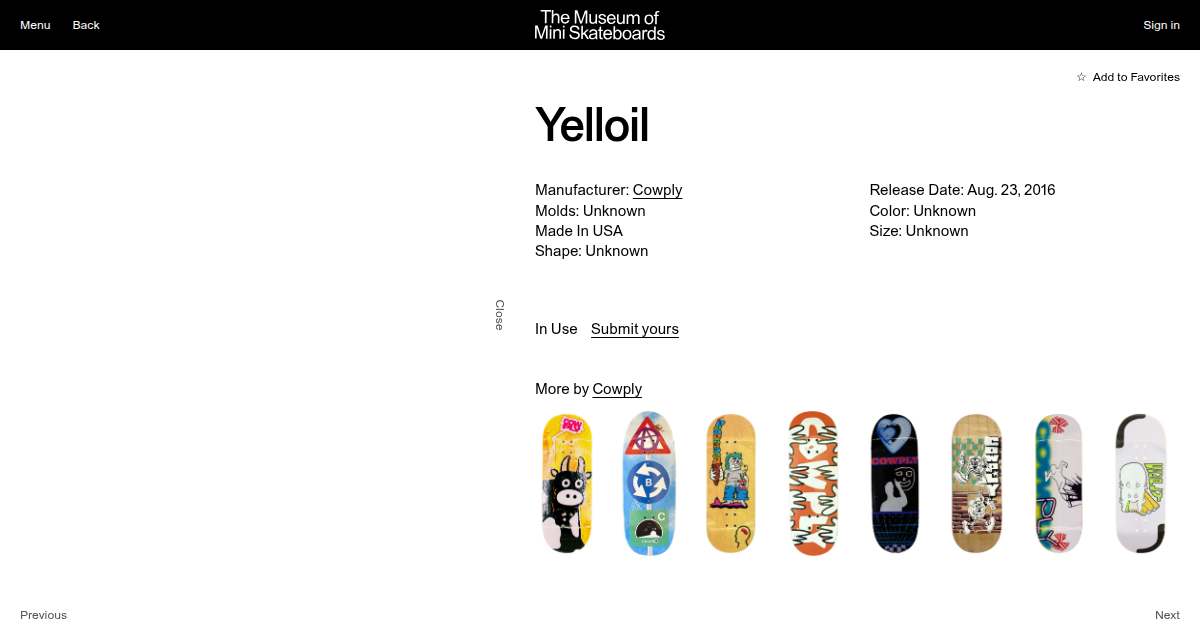 Menu
Back
The Museum of
Mini Skateboards
Sign in
☆ Add to Favorites
Yelloil
Manufacturer: Cowply
Molds: Unknown
Made In USA
Shape: Unknown
Release Date: Aug. 23, 2016
Color: Unknown
Size: Unknown
Close
In Use Submit yours
More by Cowply
B
C
COWPLY
PLY
Previous
Next